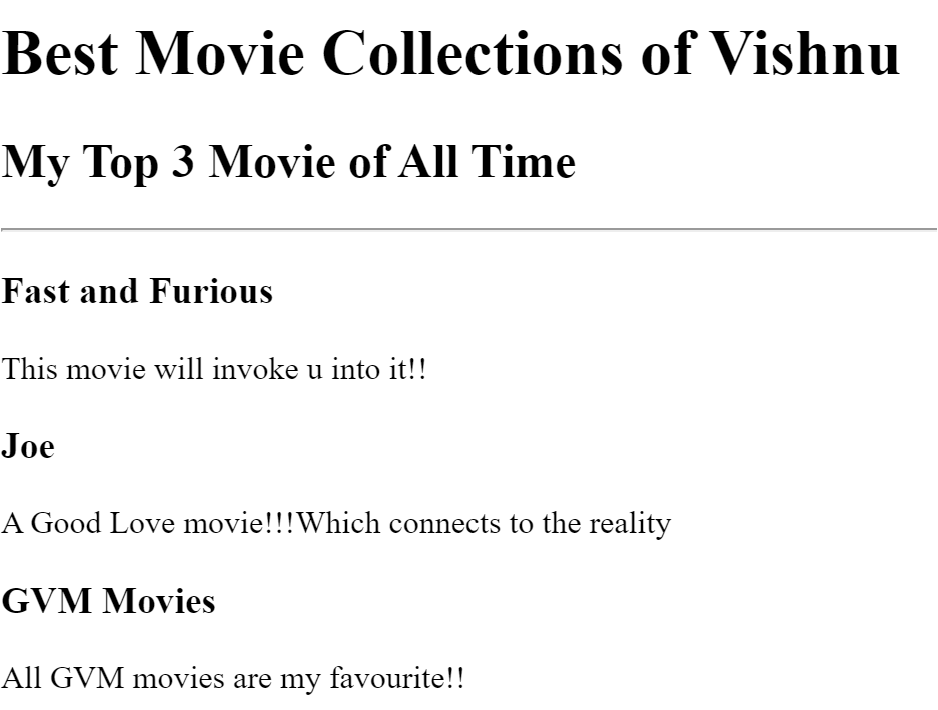 Best Movie Collections of Vishnu
My Top 3 Movie of All Time
Fast and Furious
This movie will invoke u into it!!
Joe
A Good Love movie!!!Which connects to the reality
GVM Movies
All GVM movies are my favourite!!